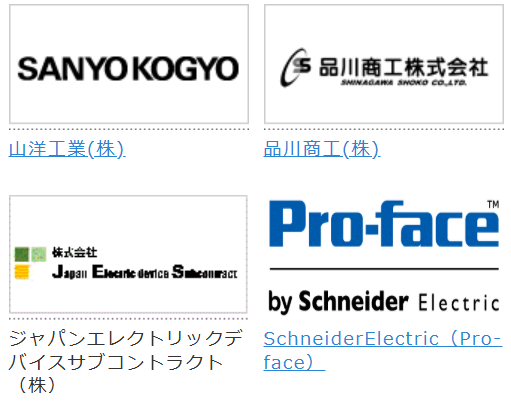 SANYO KOGYO
品川商工株式会社
SHINAGAWA SHOKO CO.,LTD.
山洋工業(株)
品川商工(株)
株式会社
Japan Electric device Subcontract
Pro-face™
by Schneider Electric
ジャパンエレクトリックデ
バイスサブコントラクト
（株）
SchneiderElectric（Pro-
face）